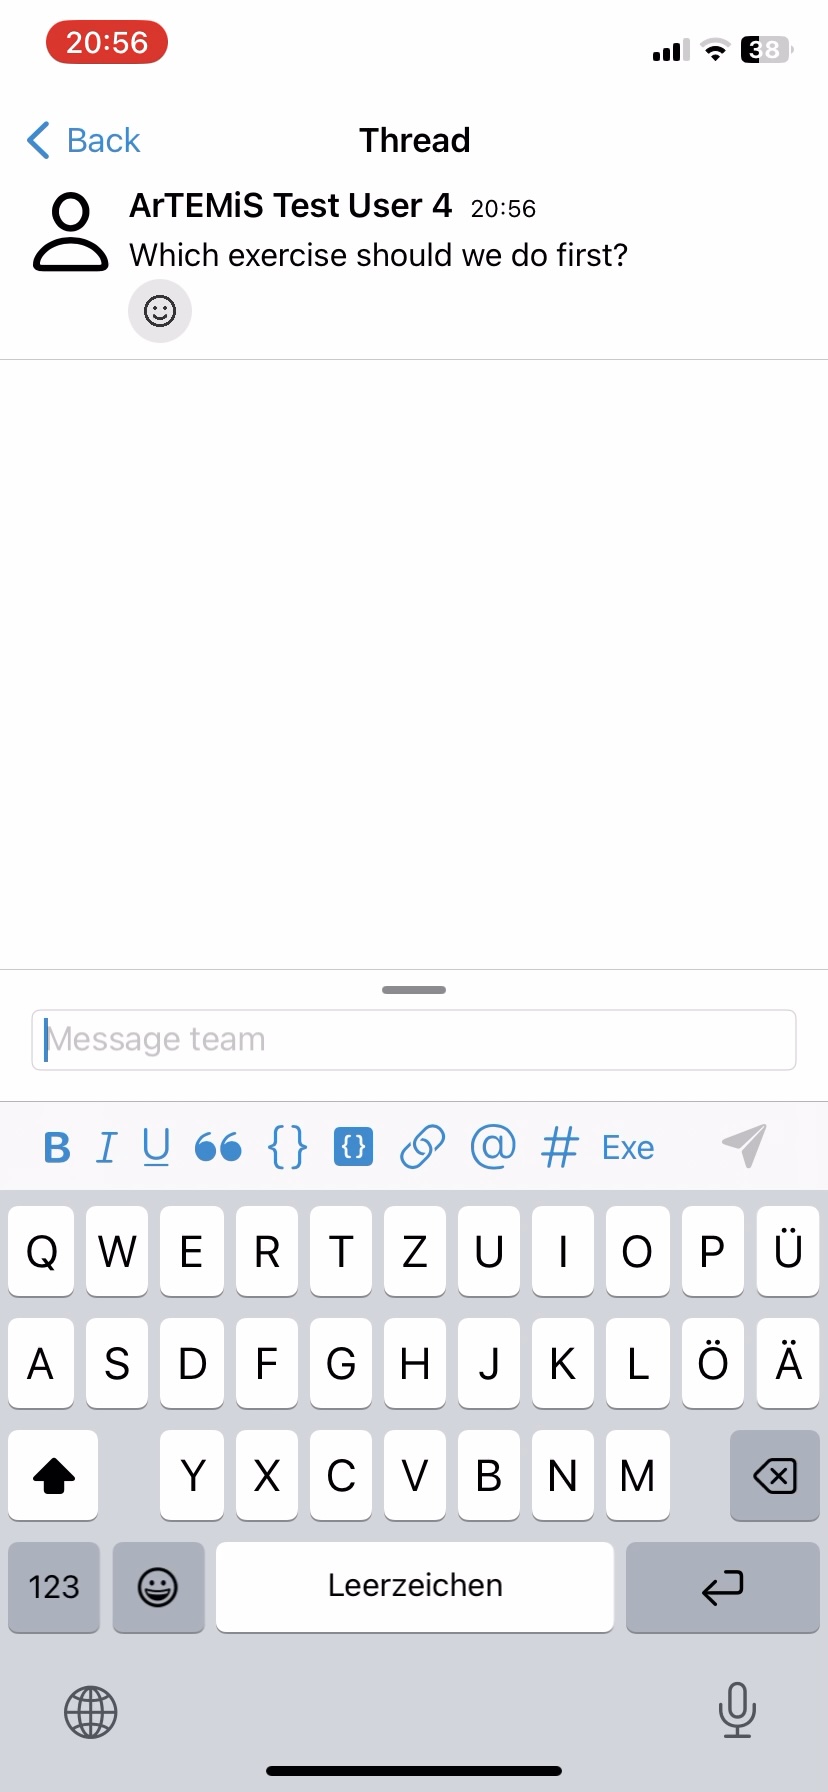 20:56
38
Back
Thread
ArTEMiS Test User 4 20:56
Which exercise should we do first?
Message team
B I U {} {} @ # Exe
Q W E R T Z U I O P Ü
A S D F G H J K L Ö Ä
Y X C V B N M
123 Leerzeichen